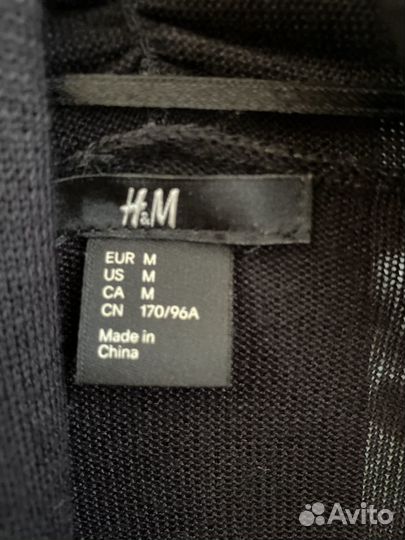 H&M
EUR M
US M
CA M
CN 170/96A
Made in
China
Avito